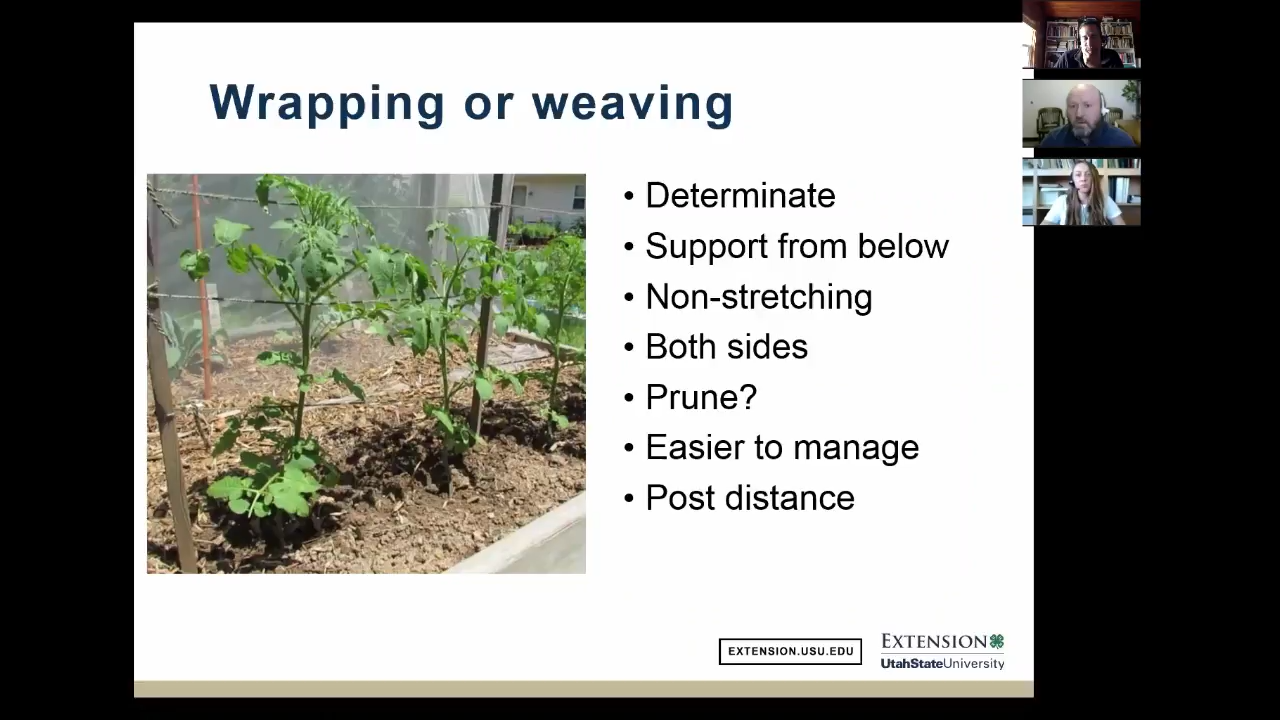 Wrapping or weaving
• Determinate
• Support from below
• Non-stretching
• Both sides
• Prune?
• Easier to manage
• Post distance
EXTENSION.USU.EDU
EXTENSION
UtahStateUniversity